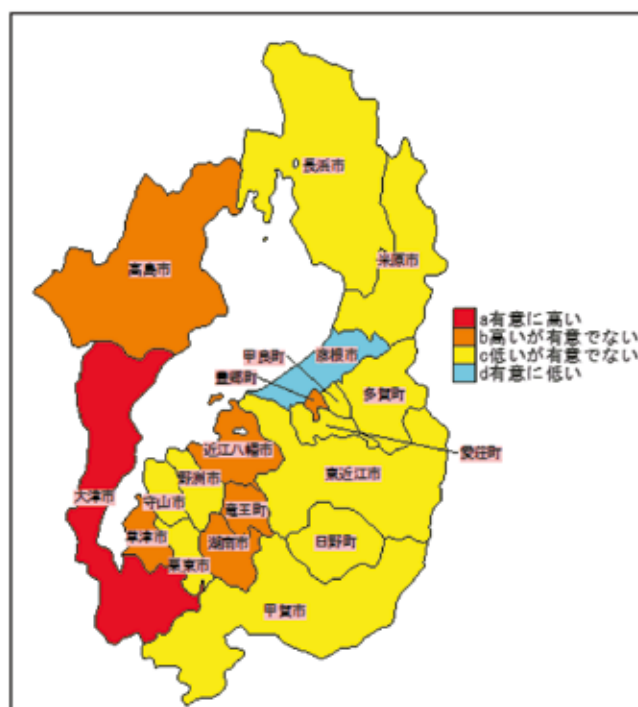 長浜市
米原市
高島市
a有意に高い
b高いが有意でない
c低いが有意でない
d有意に低い
甲良町
彦根市
豊郷町
多賀町
愛荘町
近江八幡市
東近江市
野洲市
大津市
守山市
竜王町
草津市
湖南市
日野町
栗東市
甲賀市